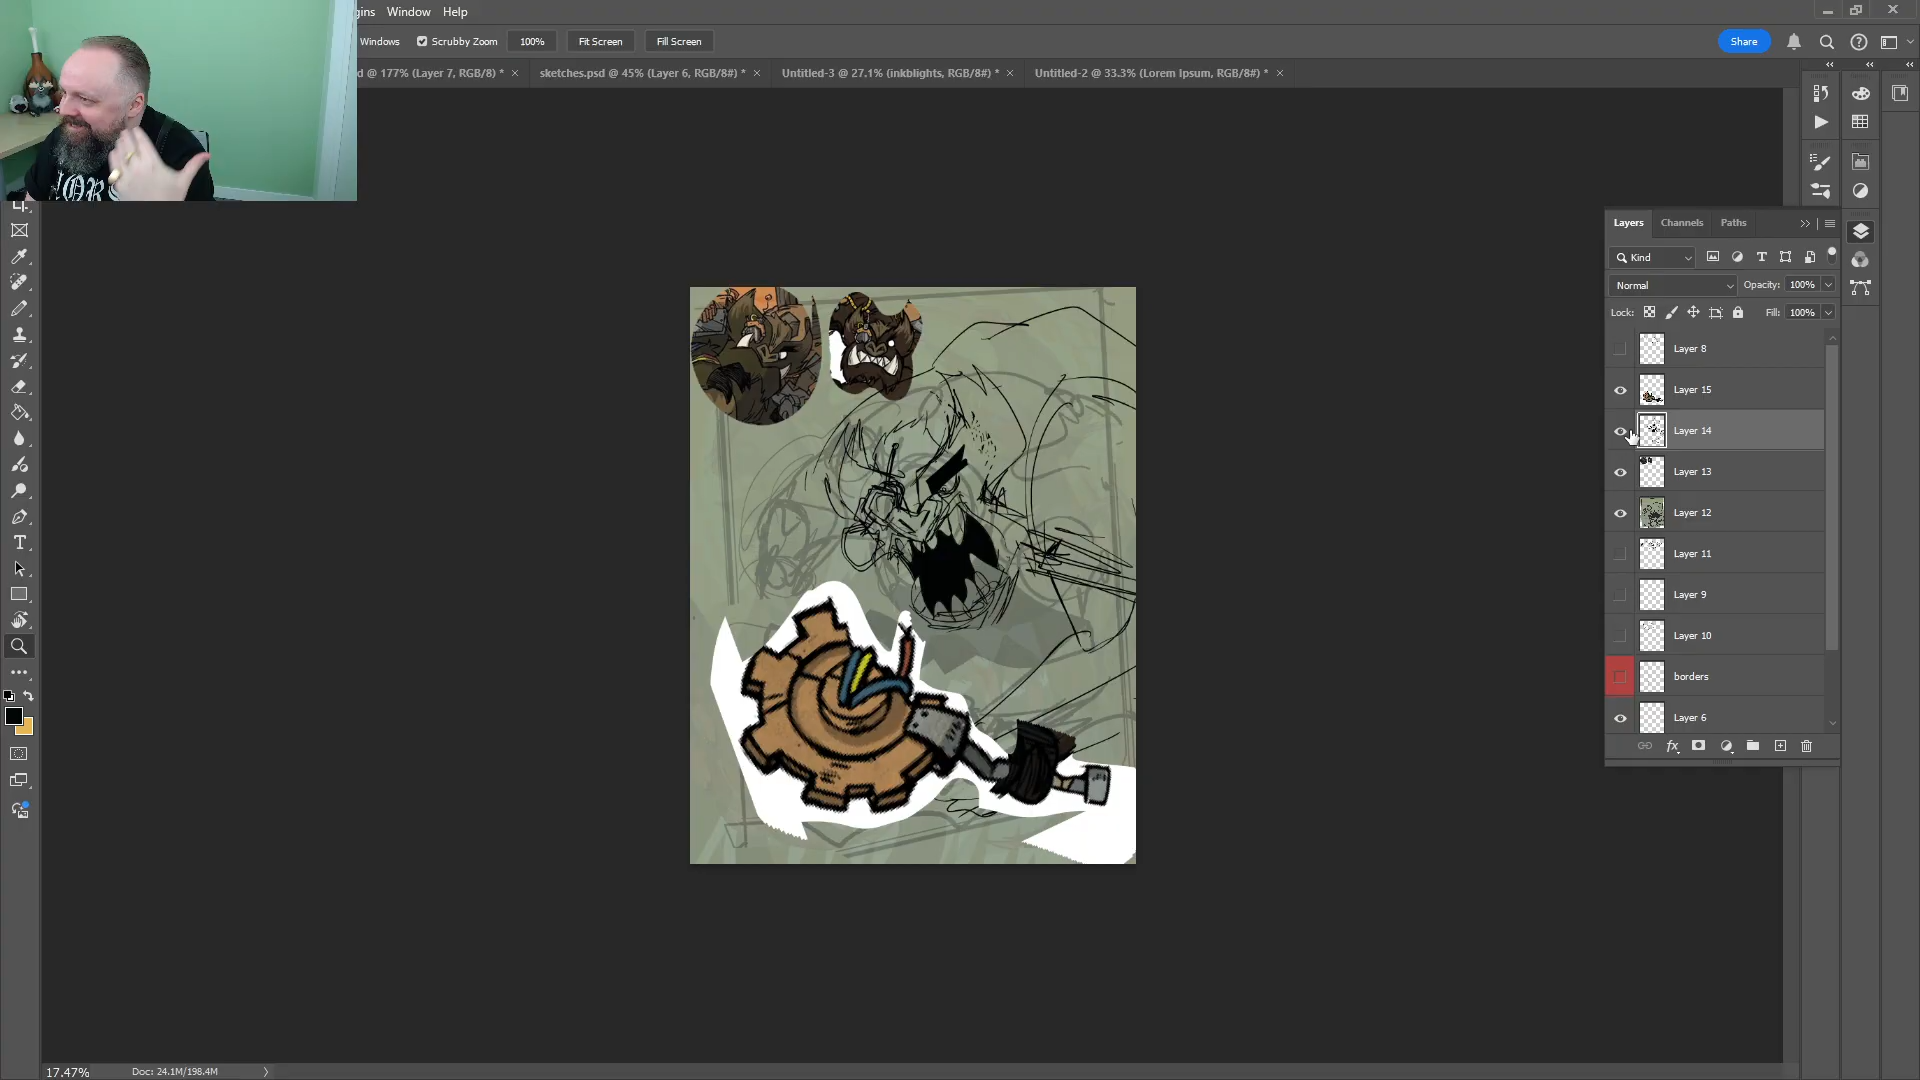 gins Window Help
Windows Scrubby Zoom 100% Fit Screen Fill Screen Share
d @ 177% (Layer 7, RGB/8) * × sketches.psd @ 45% (Layer 6, RGB/8#) * × Untitled-3 @ 27.1% (inkblights, RGB/8#) * × Untitled-2 @ 33.3% (Lorem Ipsum, RGB/8#) * ×
Layers Channels Paths
Kind
Normal Opacity: 100%
Lock: Fill: 100%
Layer 8
Layer 15
Layer 14
Layer 13
Layer 12
Layer 11
Layer 9
Layer 10
borders
Layer 6
17.47% Doc: 24.1M/198.4M